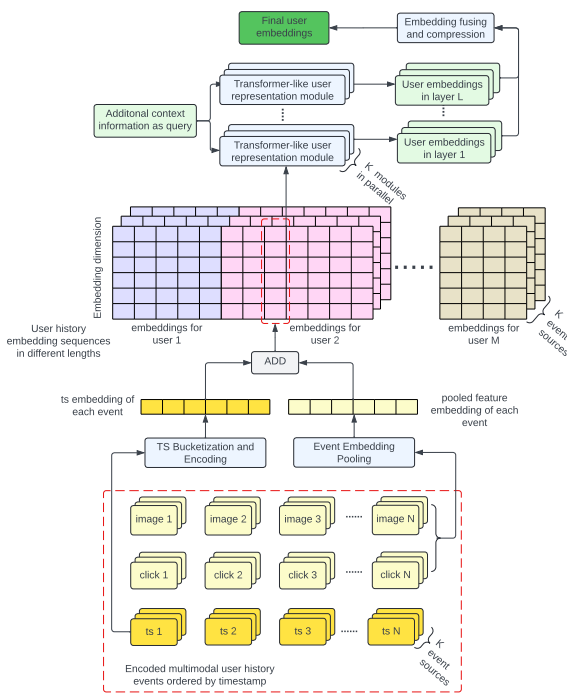 Final user
embeddings
Embedding fusing
and compression
Transformer-like user
representation module
User embeddings
in layer L
Additonal context
information as query
Transformer-like user
representation module
User embeddings
in layer 1
K modules
in parallel
Embedding dimension
User history
embedding sequences
in different lengths
embeddings for
user 1
embeddings for
user 2
embeddings for
user M
K
event
sources
ADD
ts embedding of
each event
pooled feature
embedding of each
event
TS Bucketization and
Encoding
Event Embedding
Pooling
image 1 image 2 image 3 ...... image N
click 1 click 2 click 3 ...... click N
ts 1 ts 2 ts 3 ...... ts N
K
event
sources
Encoded multimodal user history
events ordered by timestamp